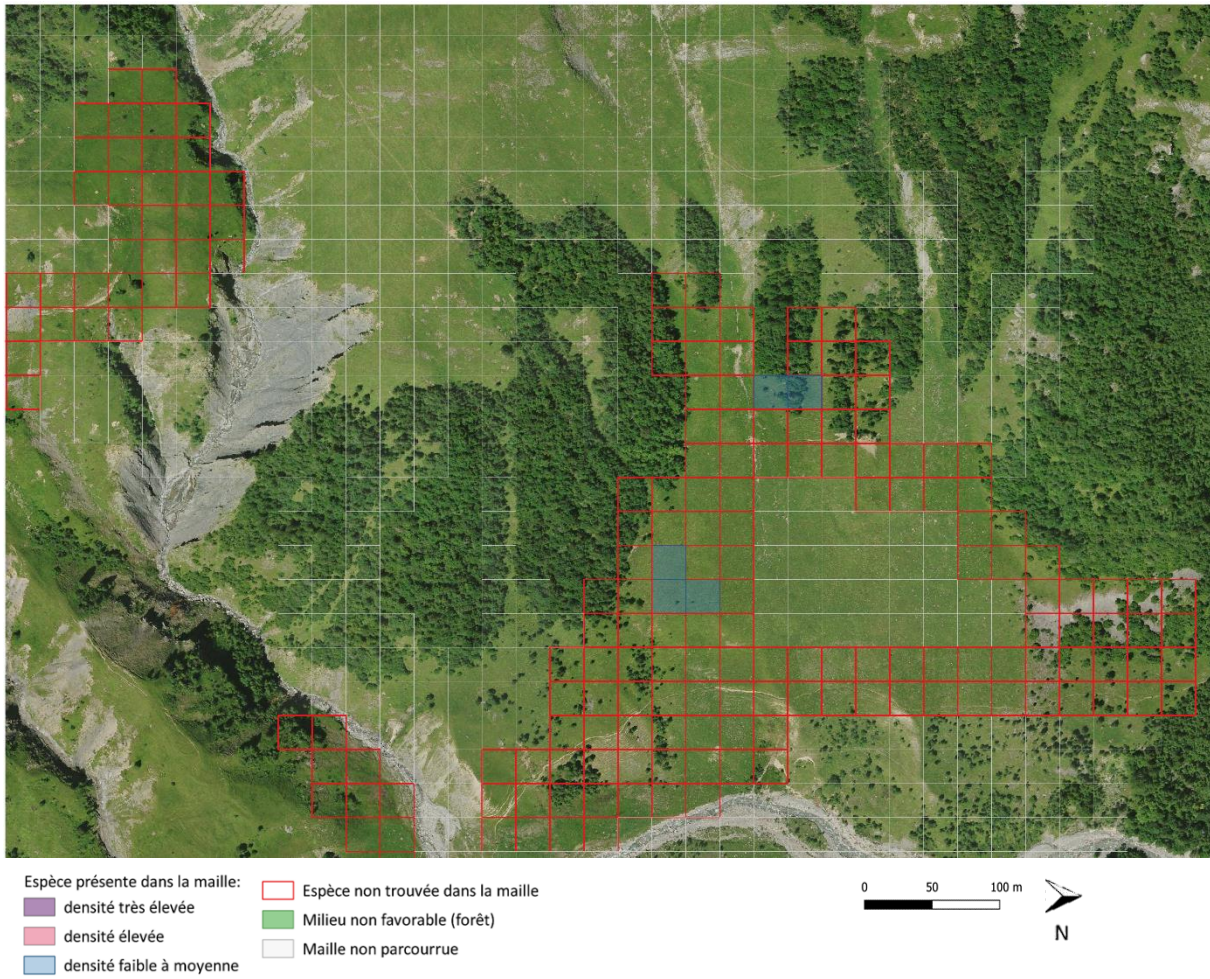 Espèce présente dans la maille:
densité très élevée
densité élevée
densité faible à moyenne
Espèce non trouvée dans la maille
Milieu non favorable (forêt)
Maille non parcourrue
0 50 100 m
N